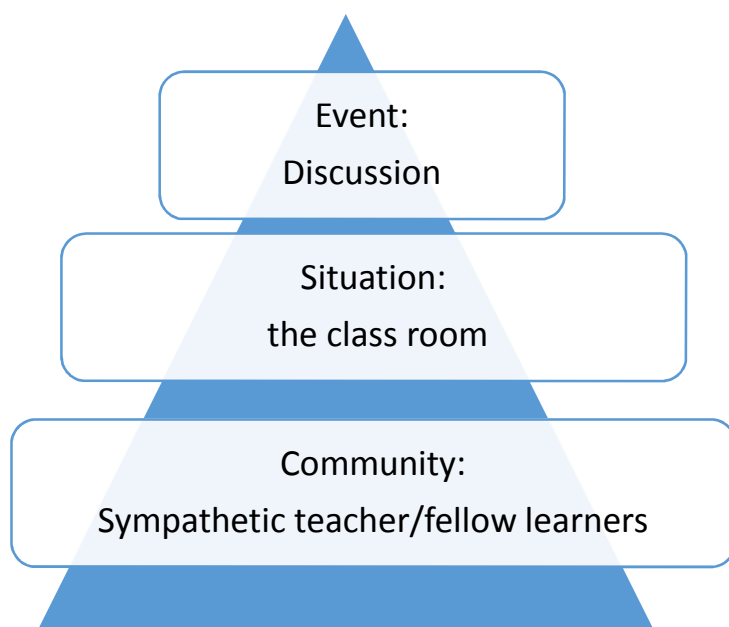 Event:
Discussion
Situation:
the class room
Community:
Sympathetic teacher/fellow learners